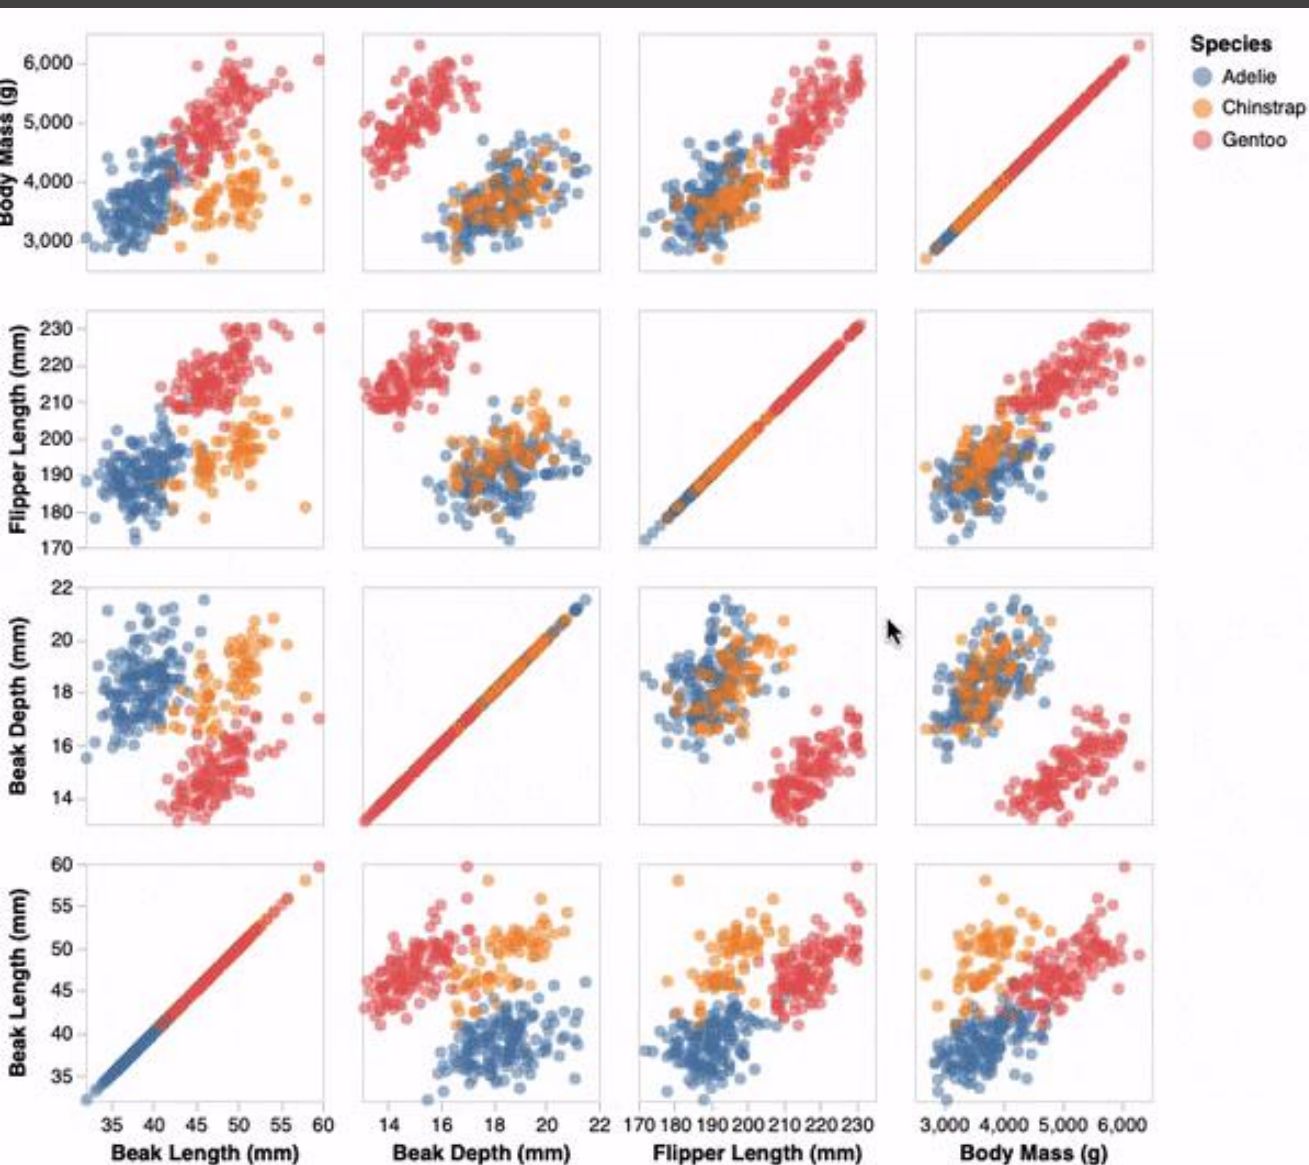 Species
Adelie
Chinstrap
Gentoo
Body Mass (g)
6,000
5,000
4,000
3,000
Flipper Length (mm)
230
220
210
200
190
180
170
Beak Depth (mm)
22
20
18
16
14
Beak Length (mm)
60
55
50
45
40
35
35 40 45 50 55 60
14 16 18 20 22
170 180 190 200 210 220 230
3,000 4,000 5,000 6,000
Beak Length (mm)
Beak Depth (mm)
Flipper Length (mm)
Body Mass (g)